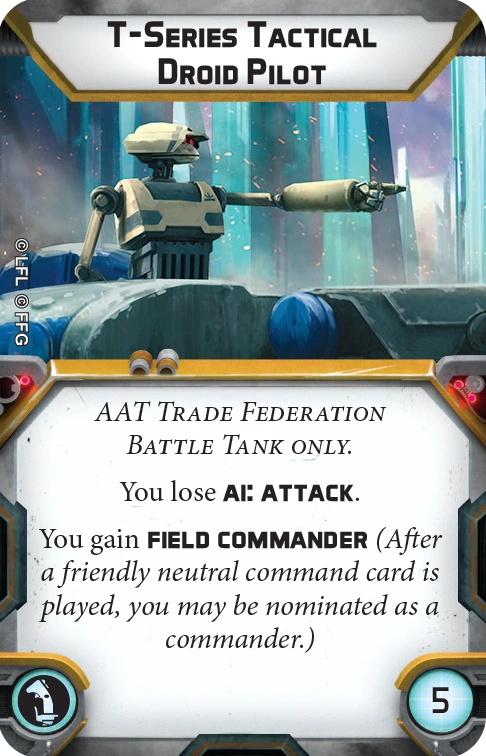 T-Series Tactical
Droid Pilot
© LFL © FFG
AAT Trade Federation
Battle Tank only.
You lose AI: Attack.
You gain Field Commander (After
a friendly neutral command card is
played, you may be nominated as a
commander.)
5